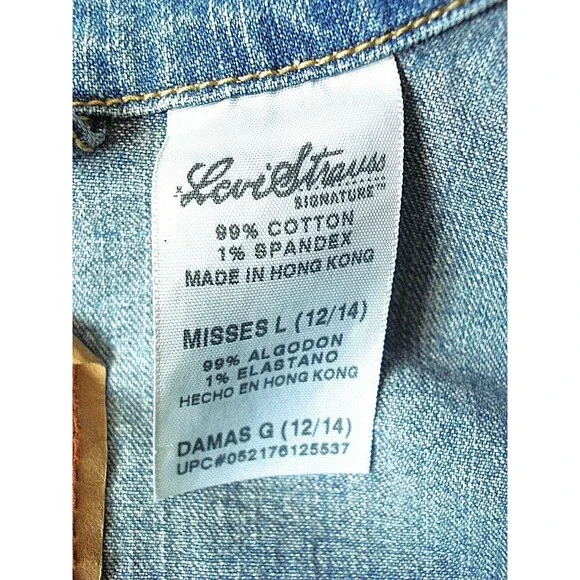 Levi Strauss
SIGNATURE™
99% COTTON
1% SPANDEX
MADE IN HONG KONG
MISSES L (12/14)
99% ALGODON
1% ELASTANO
HECHO EN HONG KONG
DAMAS G (12/14)
UPC#052176125537